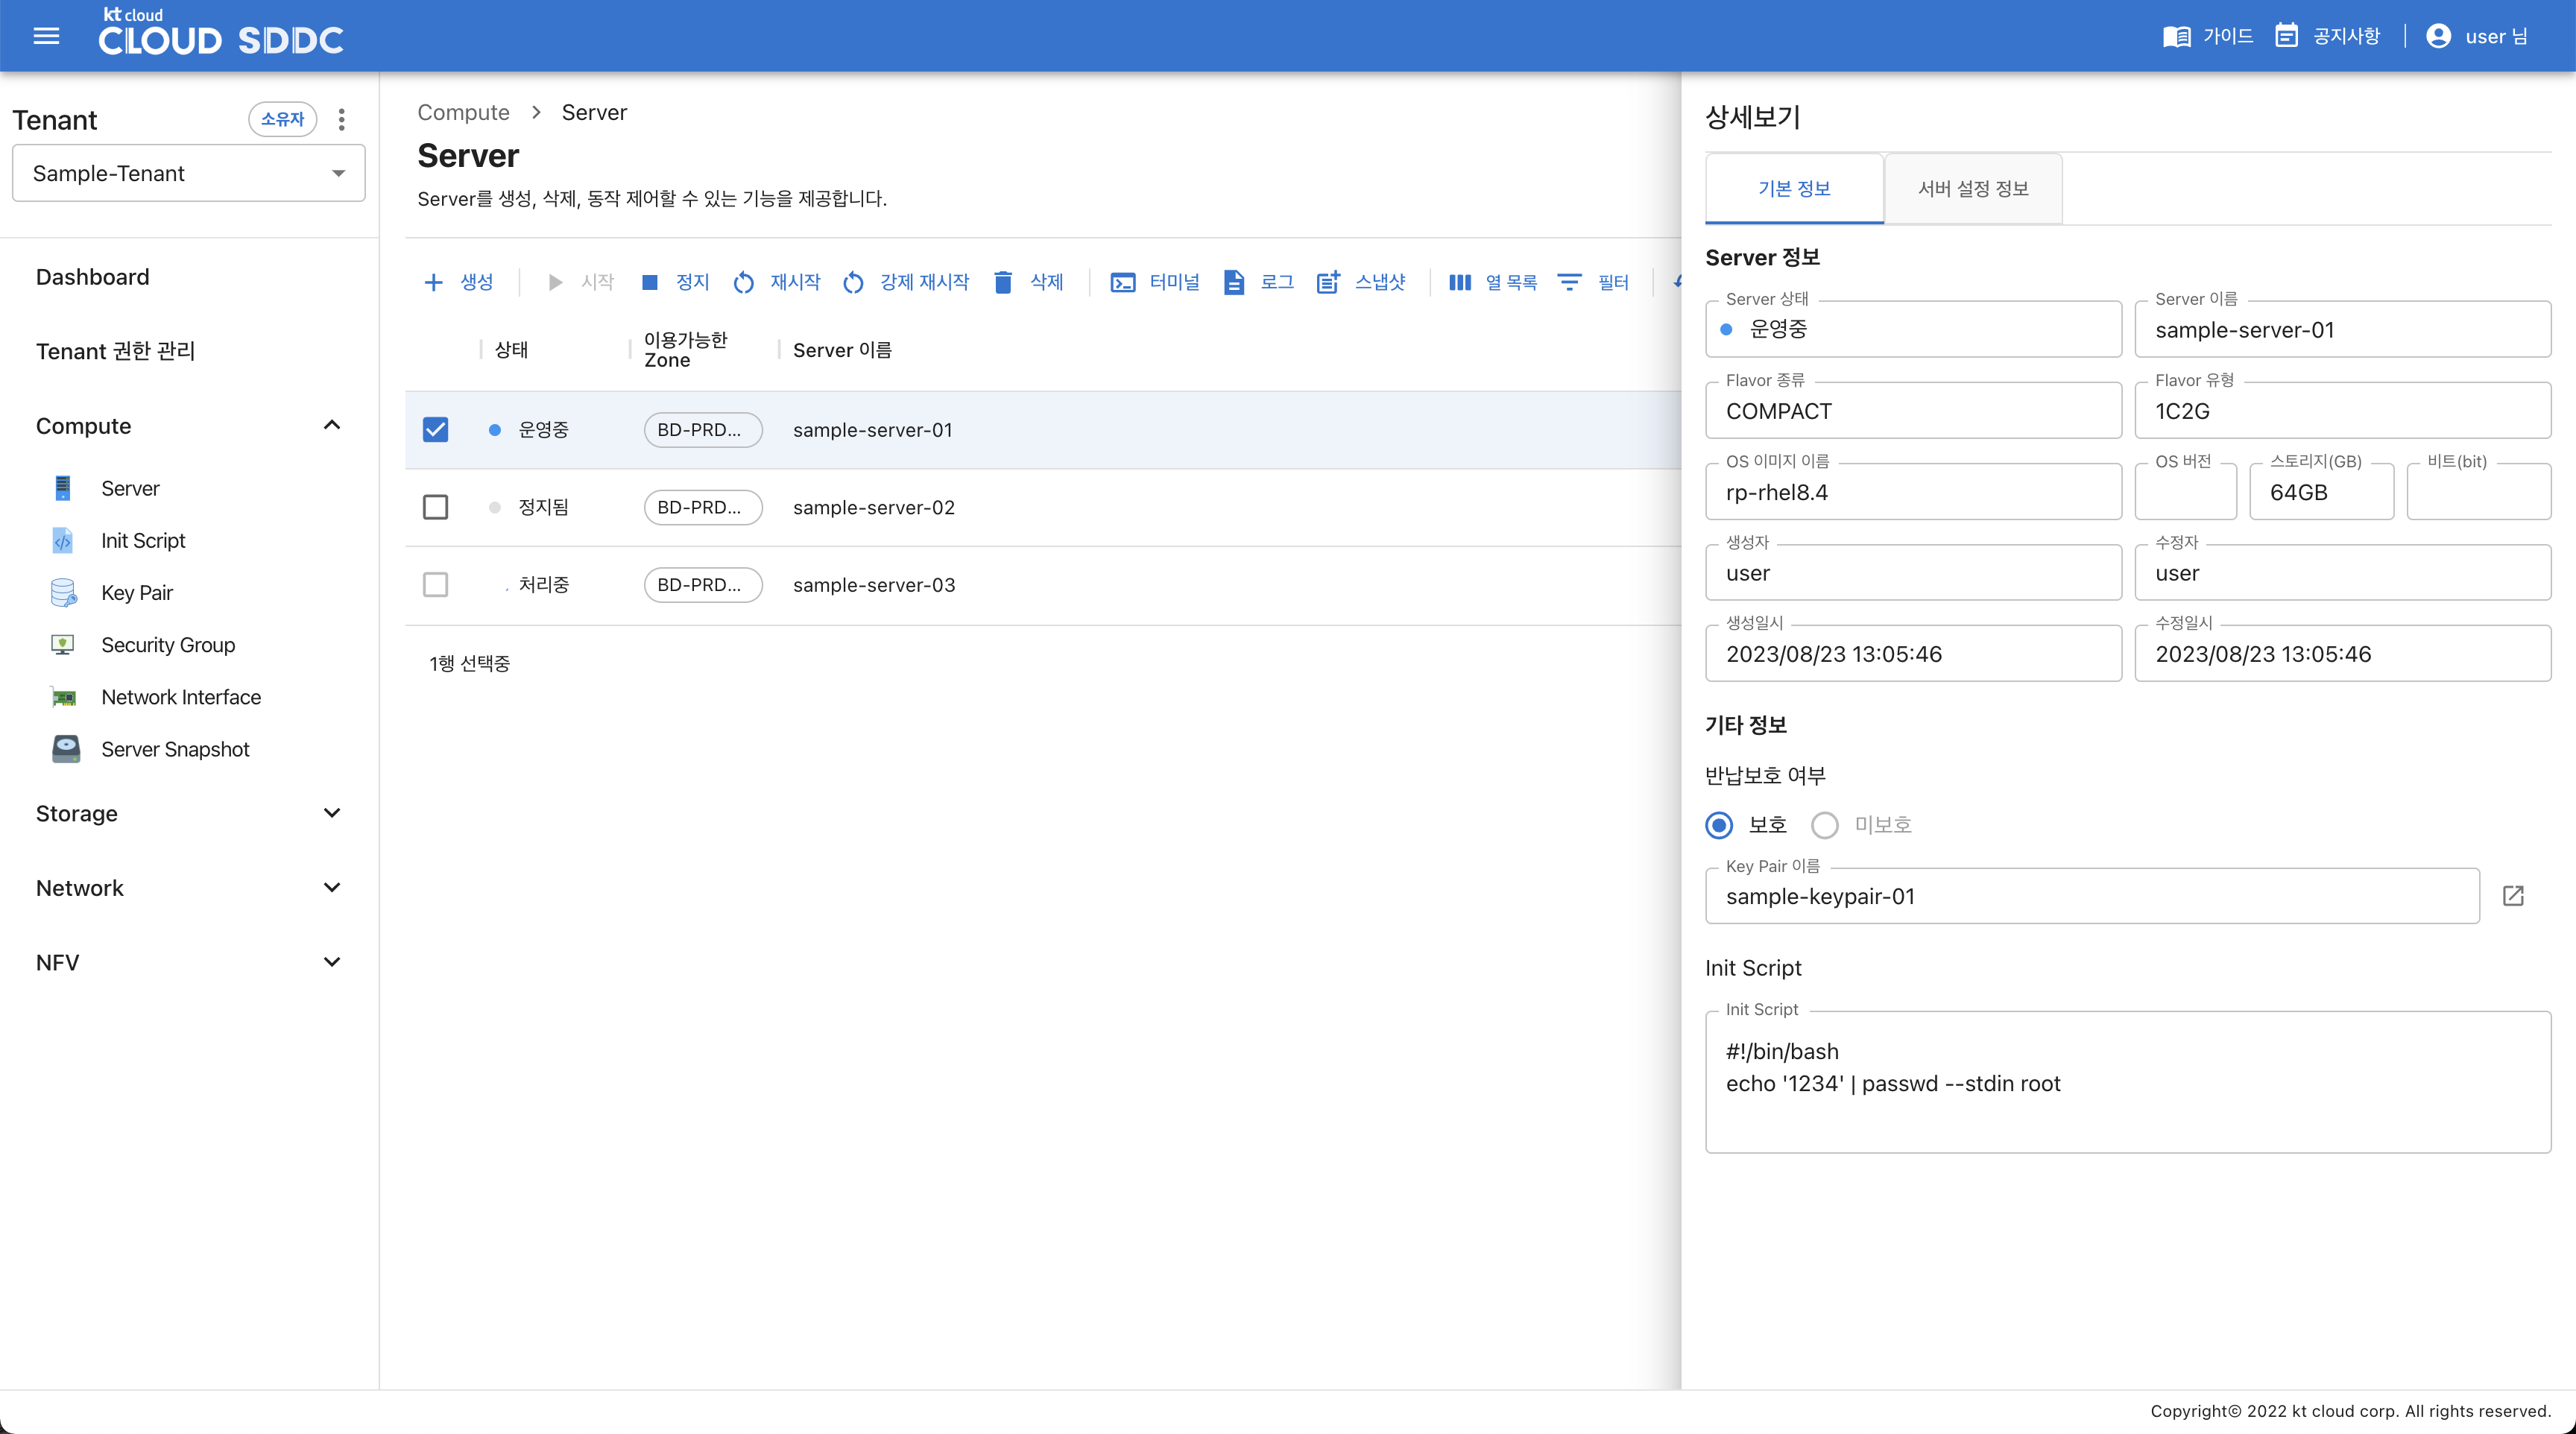 kt cloud
CLOUD SDDC
가이드
공지사항
user 님
Tenant
소유자
Sample-Tenant
Dashboard
Tenant 권한 관리
Compute
Server
Init Script
Key Pair
Security Group
Network Interface
Server Snapshot
Storage
Network
NFV
Compute > Server
Server
Server를 생성, 삭제, 동작 제어할 수 있는 기능을 제공합니다.
생성 시작 정지 재시작 강제 재시작 삭제 터미널 로그 스냅샷 열 목록 필터
상태
이용가능한
Zone
Server 이름
운영중 BD-PRD... sample-server-01
정지됨 BD-PRD... sample-server-02
처리중 BD-PRD... sample-server-03
1행 선택중
상세보기
기본 정보
서버 설정 정보
Server 정보
Server 상태
운영중
Server 이름
sample-server-01
Flavor 종류
COMPACT
Flavor 유형
1C2G
OS 이미지 이름
rp-rhel8.4
OS 버전
스토리지(GB)
64GB
비트(bit)
생성자
user
수정자
user
생성일시
2023/08/23 13:05:46
수정일시
2023/08/23 13:05:46
기타 정보
반납보호 여부
보호
미보호
Key Pair 이름
sample-keypair-01
Init Script
Init Script
#!/bin/bash
echo '1234' | passwd --stdin root
Copyright© 2022 kt cloud corp. All rights reserved.